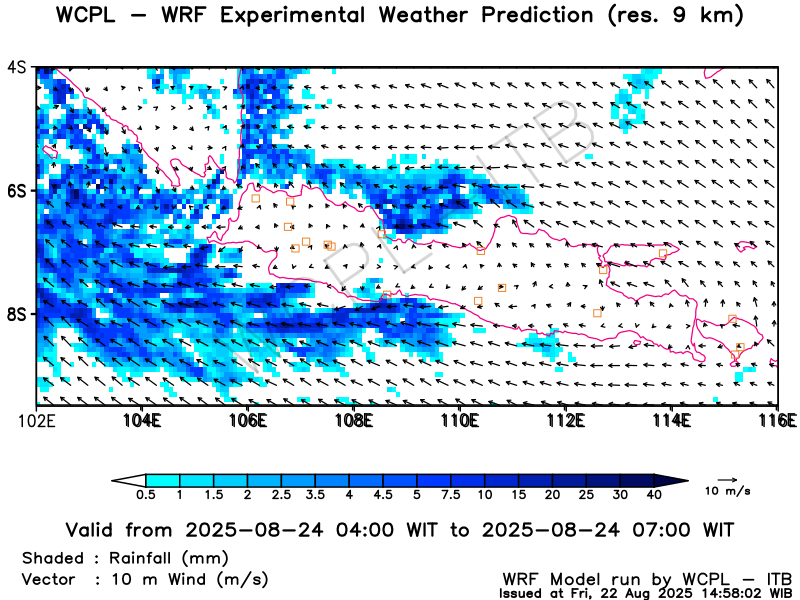 WCPL – WRF Experimental Weather Prediction (res. 9 km)
4S
6S
8S
102E 104E 106E 108E 110E 112E 114E 116E
WCPL ITB
0.5 1 1.5 2 2.5 3.5 4 4.5 5 7.5 10 15 20 25 30 40
10 m/s
Valid from 2025-08-24 04:00 WIT to 2025-08-24 07:00 WIT
Shaded : Rainfall (mm)
Vector : 10 m Wind (m/s)
WRF Model run by WCPL – ITB
Issued at Fri, 22 Aug 2025 14:58:02 WIB